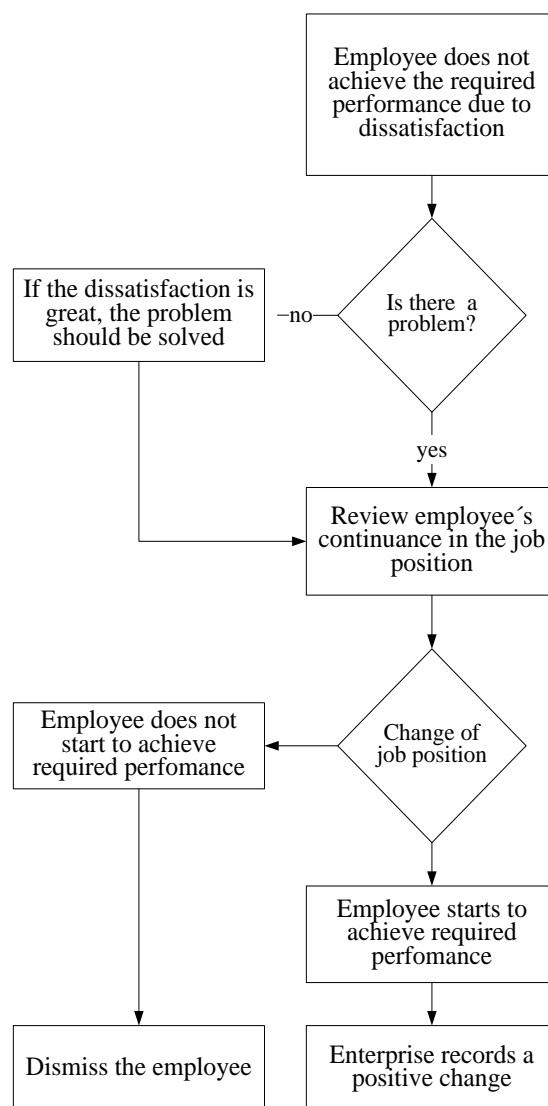 Employee does not
achieve the required
performance due to
dissatisfaction
If the dissatisfaction is
great, the problem
should be solved
no
Is there a
problem?
yes
Review employee´s
continuance in the job
position
Employee does not
start to achieve
required perfomance
Change of
job position
Employee starts to
achieve required
perfomance
Dismiss the employee
Enterprise records a
positive change